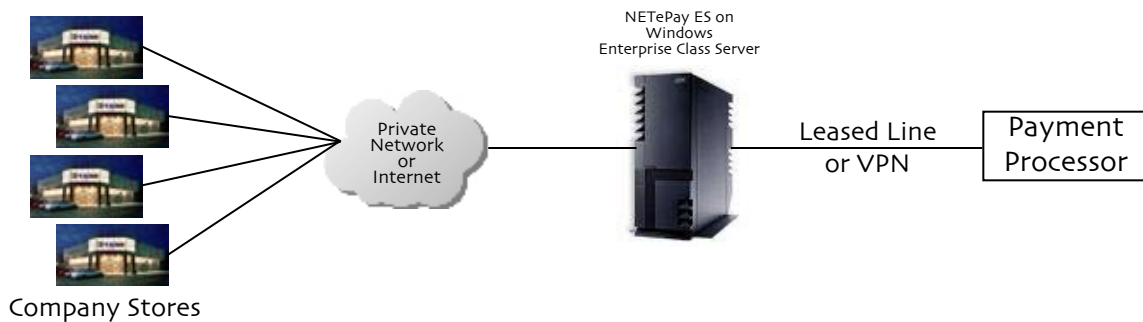 NETePay ES on
Windows
Enterprise Class Server
Private
Network
or
Internet
Leased Line
or VPN
Payment
Processor
Company Stores